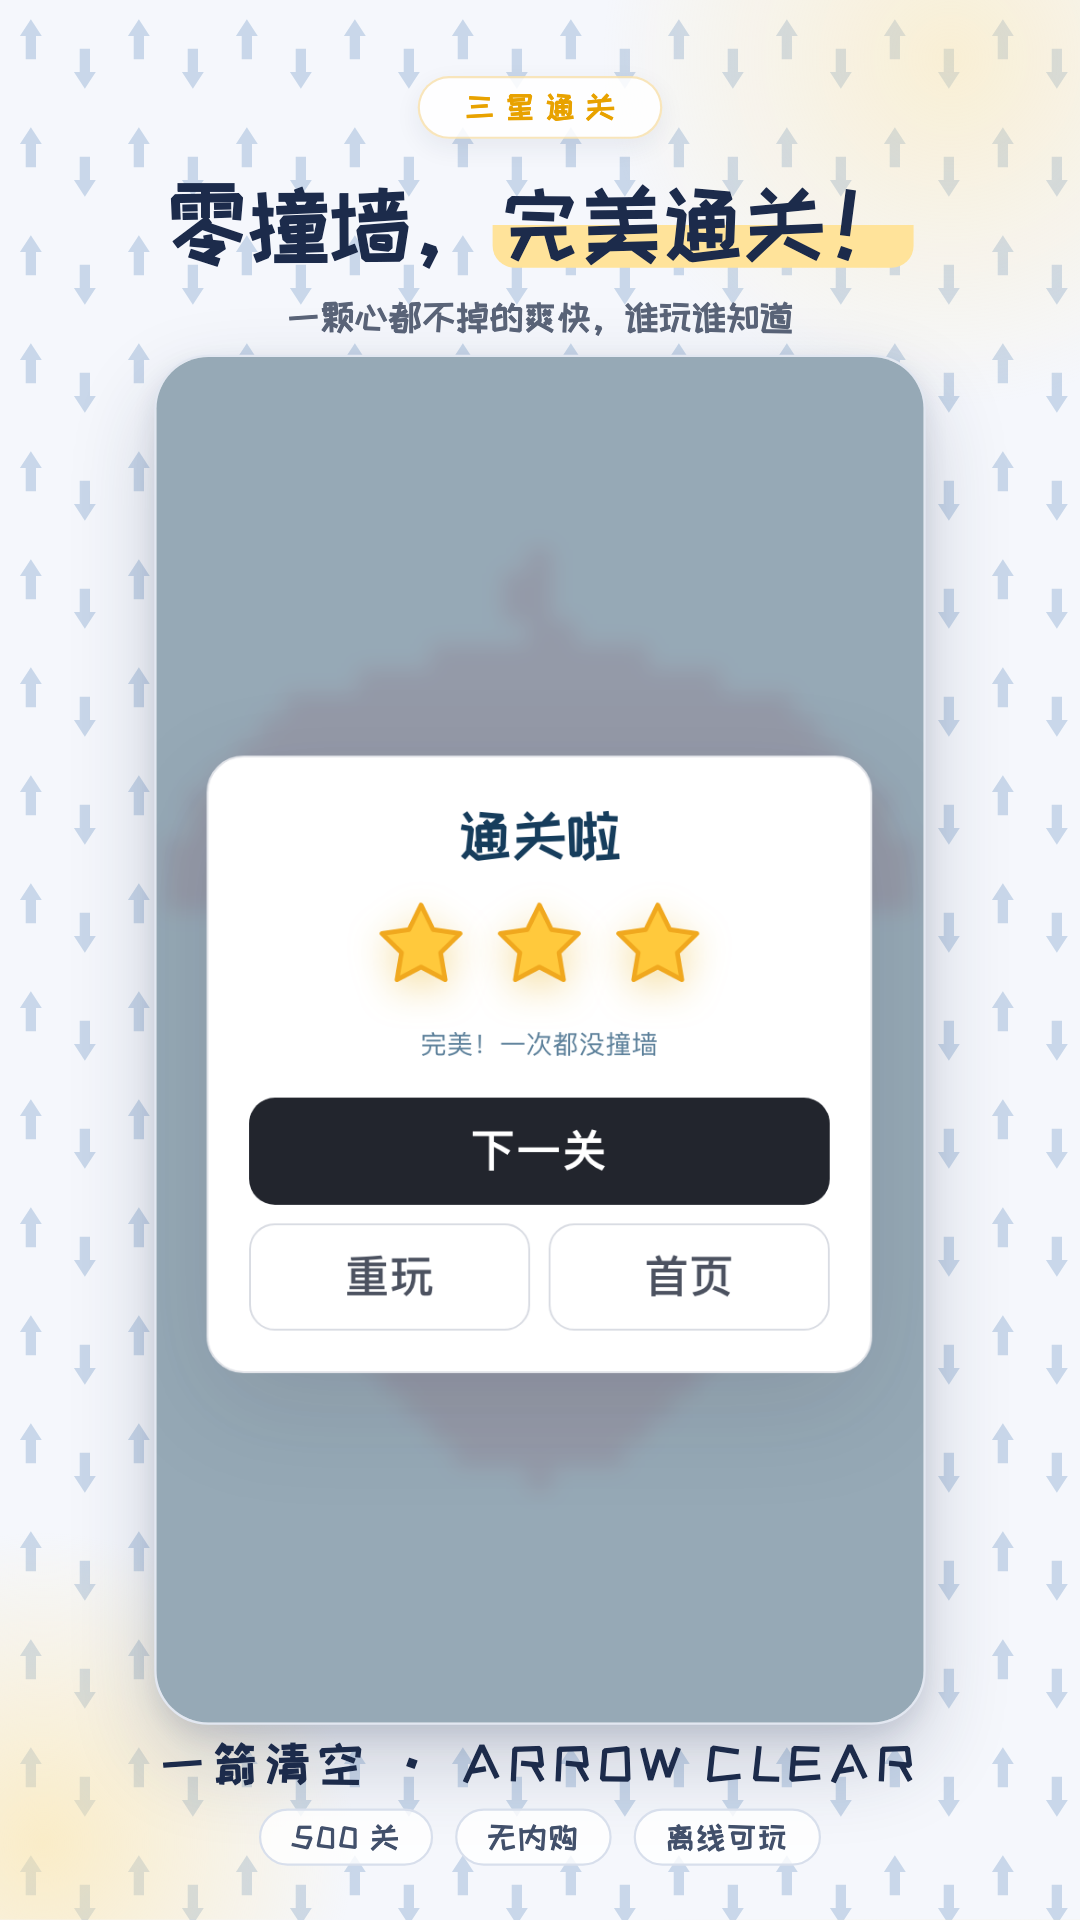 三星通关
零撞墙，完美通关！
一颗心都不掉的爽快，谁玩谁知道
通关啦
完美！一次都没撞墙
下一关
重玩
首页
一箭清空 · ARROW CLEAR
500 关
无内购
离线可玩